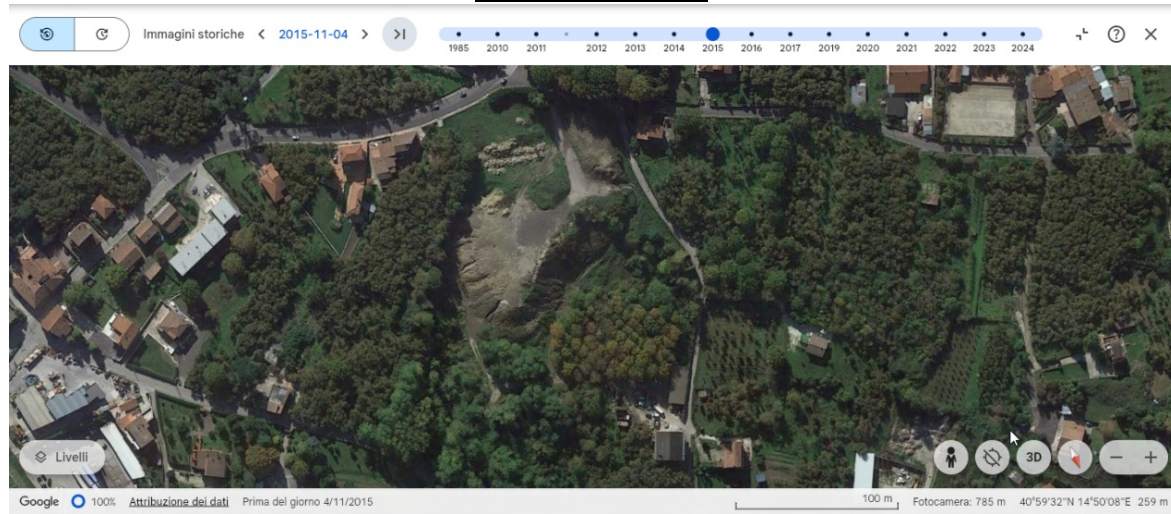 Immagini storiche 2015-11-04
1985 2010 2011 2012 2013 2014 2015 2016 2017 2019 2020 2021 2022 2023 2024
Livelli
3D
100 m
Google 100% Attribuzione dei dati Prima del giorno 4/11/2015 Fotocamera: 785 m 40°59'32"N 14°50'08"E 259 m